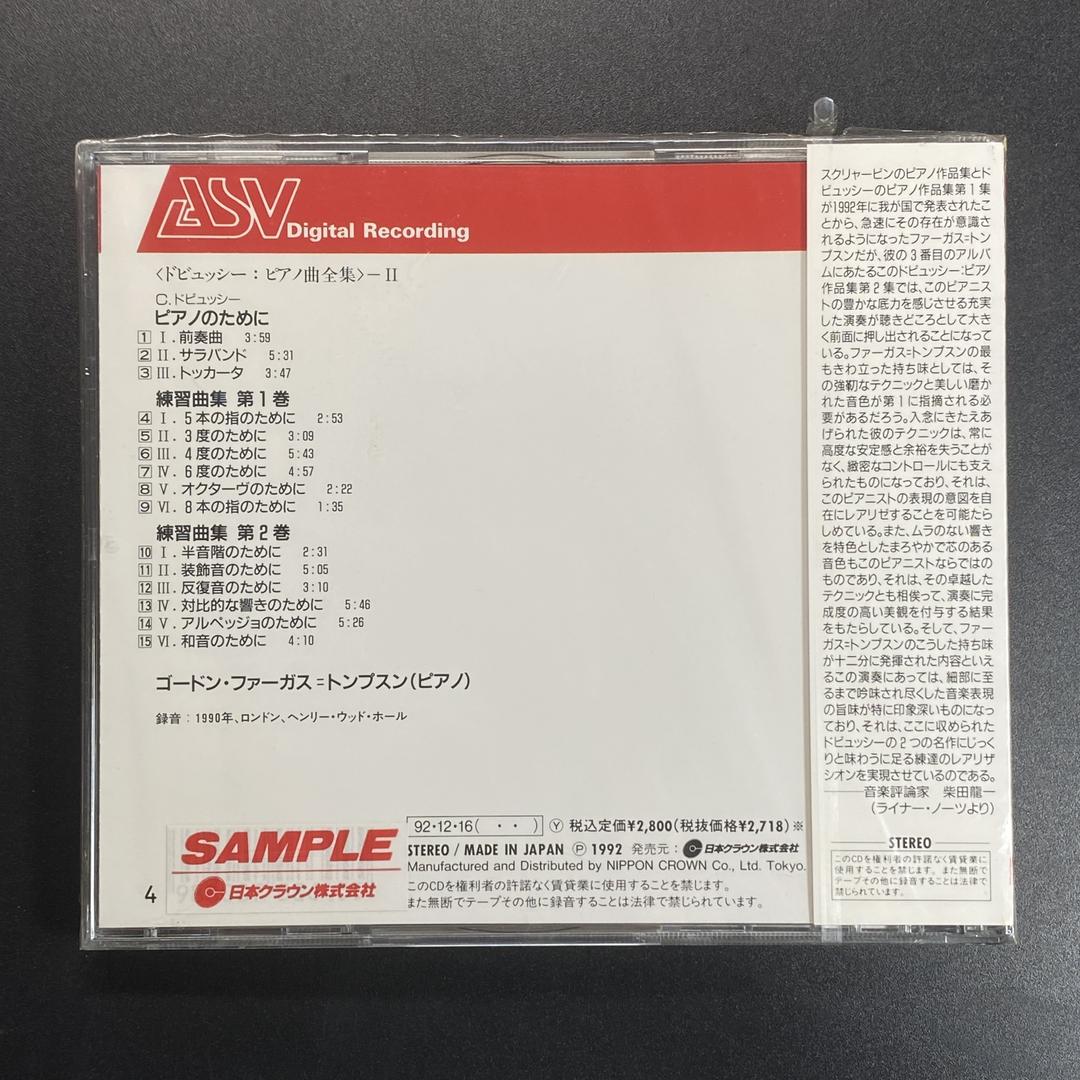 ASV Digital Recording
〈ドビュッシー：ピアノ曲全集〉－II
C.ドビュッシー
ピアノのために
1 I.前奏曲 3:59
2 II.サラバンド 5:31
3 III.トッカータ 3:47
練習曲集 第1巻
4 I.5本の指のために 2:53
5 II.3度のために 3:09
6 III.4度のために 5:43
7 IV.6度のために 4:57
8 V.オクターヴのために 2:22
9 VI.8本の指のために 1:35
練習曲集 第2巻
10 I.半音階のために 2:31
11 II.装飾音のために 5:05
12 III.反復音のために 3:10
13 IV.対比的な響きのために 5:46
14 V.アルペッジョのために 5:26
15 VI.和音のために 4:10
ゴードン・ファーガス=トンプスン(ピアノ)
録音：1990年、ロンドン、ヘンリー・ウッド・ホール
SAMPLE
日本クラウン株式会社
4
92・12・16( ・・ ) Ⓨ 税込定価¥2,800(税抜価格¥2,718)※
STEREO / MADE IN JAPAN Ⓟ 1992 発売元：日本クラウン株式会社
Manufactured and Distributed by NIPPON CROWN Co., Ltd. Tokyo.
このCDを権利者の許諾なく賃貸業に使用することを禁じます。
また無断でテープその他に録音することは法律で禁じられています。
スクリャービンのピアノ作品集とド
ビュッシーのピアノ作品集第1集
が1992年に我が国で発表されたこ
とから、急速にその存在が意識さ
れるようになったファーガス=トン
プスンだが、彼の3番目のアルバ
ムにあたるこのドビュッシー:ピアノ
作品集第2集では、このピアニス
トの豊かな底力を感じさせる充実
した演奏が聴きどころとして大き
く前面に押し出されることになって
いる。ファーガス=トンプスンの最
もきわ立った持ち味としては、そ
の強靭なテクニックと美しい磨か
れた音色が第1に指摘される必
要があるだろう。入念にきたえあ
げられた彼のテクニックは、常に
高度な安定感と余裕を失うことが
なく、緻密なコントロールにも支え
られたものになっており、それは、
このピアニストの表現の意図を自
在にレアリゼすることを可能たら
しめている。また、ムラのない響き
を特色としたまろやかで芯のある
音色もこのピアニストならではの
ものであり、それは、その卓越した
テクニックとも相俟って、演奏に完
成度の高い美観を付与する結果
をもたらしている。そして、ファー
ガス=トンプスンのこうした持ち味
が十二分に発揮された内容といえ
るこの演奏にあっては、細部に至
るまで吟味され尽くした音楽表現
の旨味が特に印象深いものになっ
ており、それは、ここに収められた
ドビュッシーの2つの名作にじっく
りと味わうに足る練達のレアリザ
シオンを実現させているのである。
――音楽評論家 柴田龍一
(ライナー・ノーツより)
STEREO
このCDを権利者の許諾なく賃貸業に
使用することを禁じます。また無断で
テープその他に録音することは法律で
禁じられています。